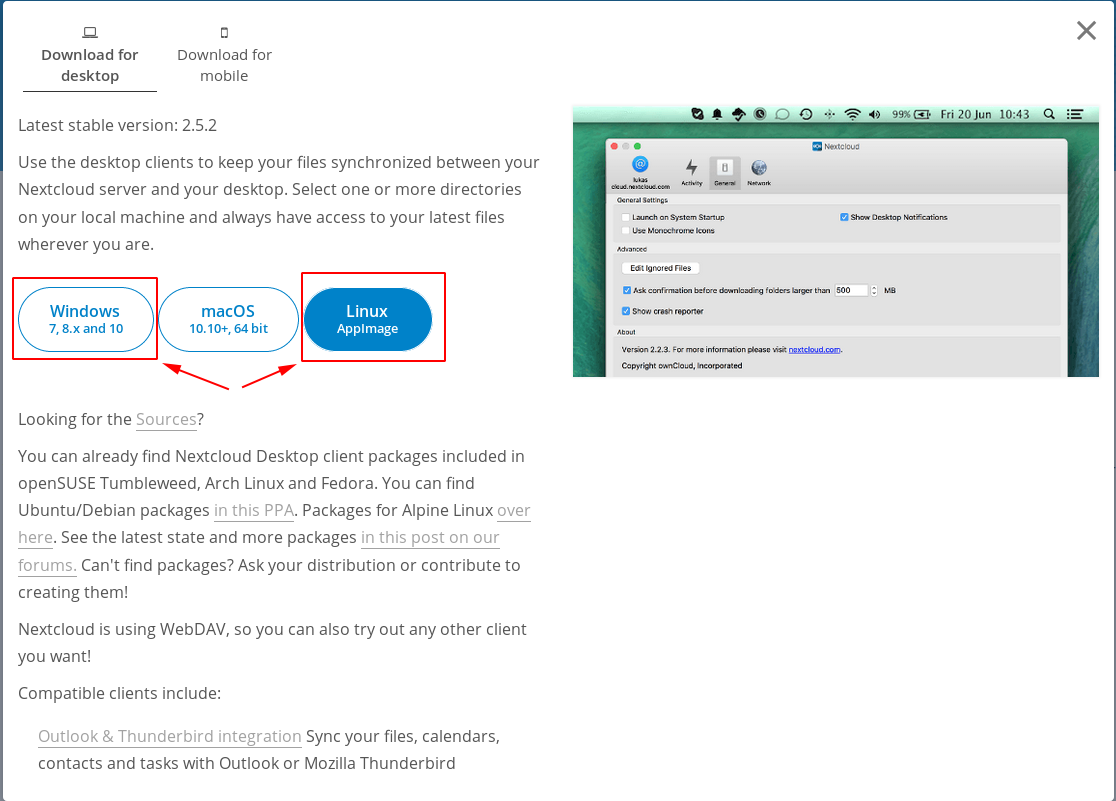 Download for
desktop
Download for
mobile
Latest stable version: 2.5.2
Use the desktop clients to keep your files synchronized between your
Nextcloud server and your desktop. Select one or more directories
on your local machine and always have access to your latest files
wherever you are.
Windows
7, 8.x and 10
macOS
10.10+, 64 bit
Linux
AppImage
Looking for the Sources?
You can already find Nextcloud Desktop client packages included in
openSUSE Tumbleweed, Arch Linux and Fedora. You can find
Ubuntu/Debian packages in this PPA. Packages for Alpine Linux over
here. See the latest state and more packages in this post on our
forums. Can't find packages? Ask your distribution or contribute to
creating them!
Nextcloud is using WebDAV, so you can also try out any other client
you want!
Compatible clients include:
Outlook & Thunderbird integration Sync your files, calendars,
contacts and tasks with Outlook or Mozilla Thunderbird
99% Fri 20 Jun 10:43
Nextcloud
lukas
cloud.nextcloud.com
Activity
General
Network
General Settings
Launch on System Startup
Show Desktop Notifications
Use Monochrome Icons
Advanced
Edit Ignored Files
Ask confirmation before downloading folders larger than 500 MB
Show crash reporter
About
Version 2.2.3. For more information please visit nextcloud.com.
Copyright ownCloud, Incorporated